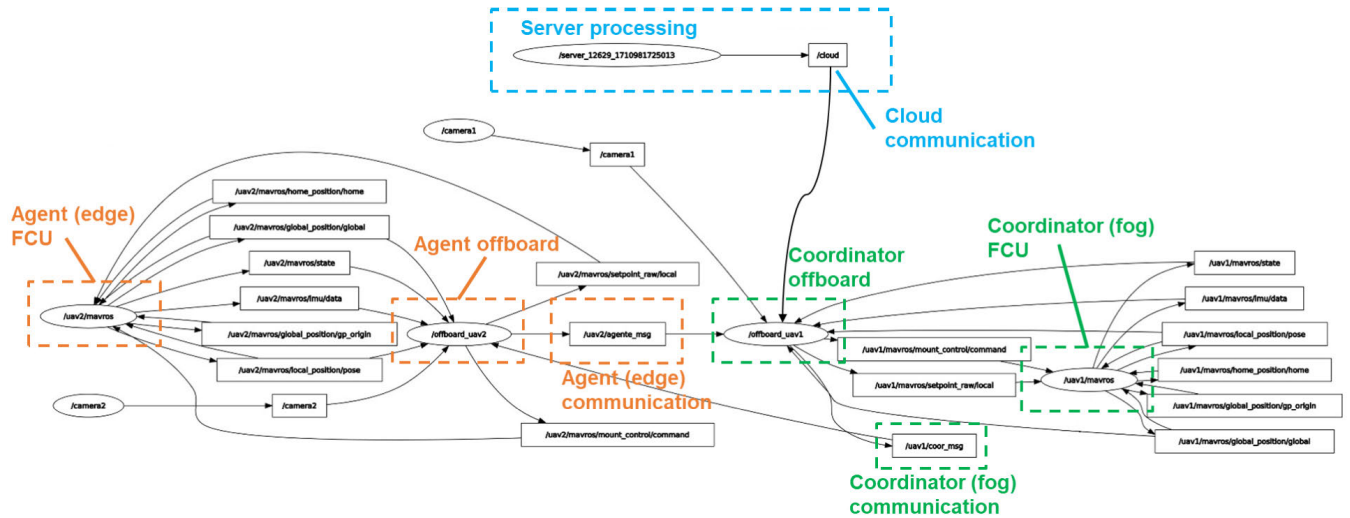 Server processing
/server_12629_1710981725013
/cloud
Cloud
communication
/camera1
/camera1
/uav2/mavros/home_position/home
/uav2/mavros/global_position/global
/uav2/mavros/state
/uav2/mavros/imu/data
/uav2/mavros/global_position/gp_origin
/uav2/mavros/local_position/pose
Agent (edge)
FCU
/uav2/mavros
Agent offboard
/offboard_uav2
/uav2/mavros/setpoint_raw/local
/uav2/agente_msg
Agent (edge)
communication
/camera2
/camera2
/uav2/mavros/mount_control/command
Coordinator
offboard
/offboard_uav1
/uav1/mavros/mount_control/command
/uav1/mavros/setpoint_raw/local
/uav1/coor_msg
Coordinator (fog)
communication
Coordinator (fog)
FCU
/uav1/mavros
/uav1/mavros/state
/uav1/mavros/imu/data
/uav1/mavros/local_position/pose
/uav1/mavros/home_position/home
/uav1/mavros/global_position/gp_origin
/uav1/mavros/global_position/global